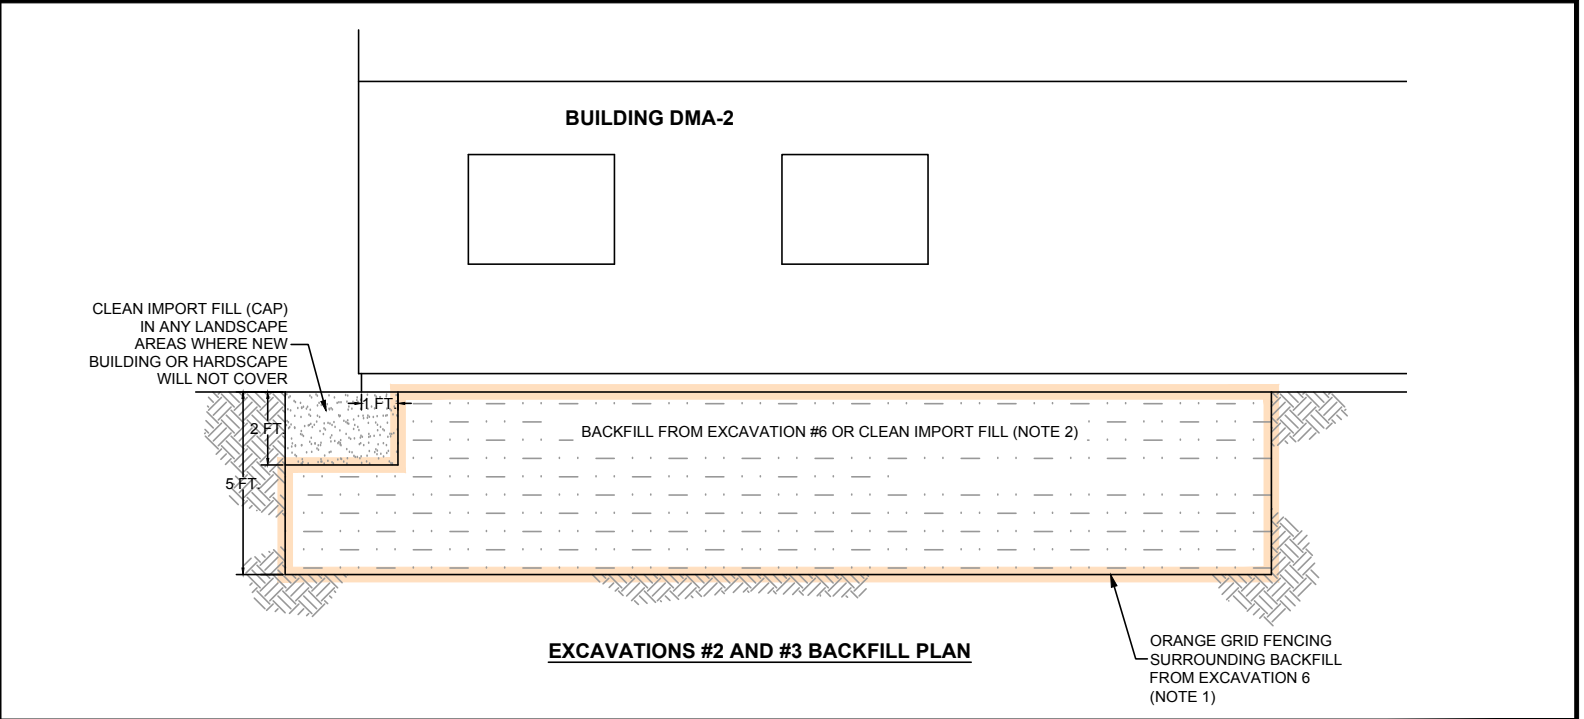 BUILDING DMA-2
CLEAN IMPORT FILL (CAP)
IN ANY LANDSCAPE
AREAS WHERE NEW
BUILDING OR HARDSCAPE
WILL NOT COVER
1 FT.
2 FT.
BACKFILL FROM EXCAVATION #6 OR CLEAN IMPORT FILL (NOTE 2)
5 FT.
EXCAVATIONS #2 AND #3 BACKFILL PLAN
ORANGE GRID FENCING
SURROUNDING BACKFILL
FROM EXCAVATION 6
(NOTE 1)